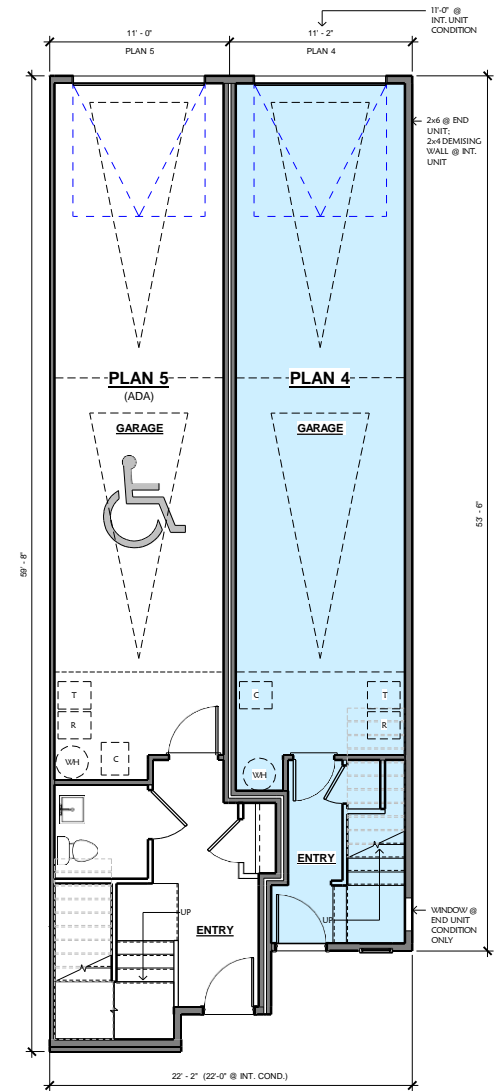 11'-0" @
INT. UNIT
CONDITION
11' - 0"
11' - 2"
PLAN 5
PLAN 4
2x6 @ END
UNIT;
2x4 DEMISING
WALL @ INT.
UNIT
PLAN 5
(ADA)
GARAGE
PLAN 4
GARAGE
53' - 6"
59' - 8"
T
R
WH
C
C
T
R
WH
ENTRY
UP
UP
ENTRY
WINDOW @
END UNIT
CONDITION
ONLY
22' - 2" (22'-0" @ INT. COND.)